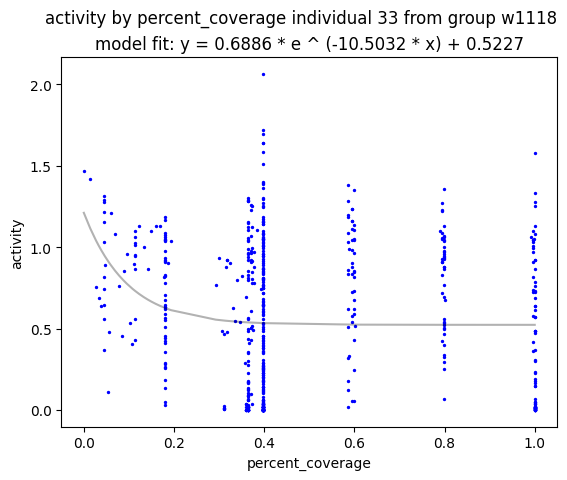 activity by percent_coverage individual 33 from group w1118
model fit: y = 0.6886 * e ^ (-10.5032 * x) + 0.5227
2.0
1.5
1.0
0.5
0.0
activity
0.0 0.2 0.4 0.6 0.8 1.0
percent_coverage